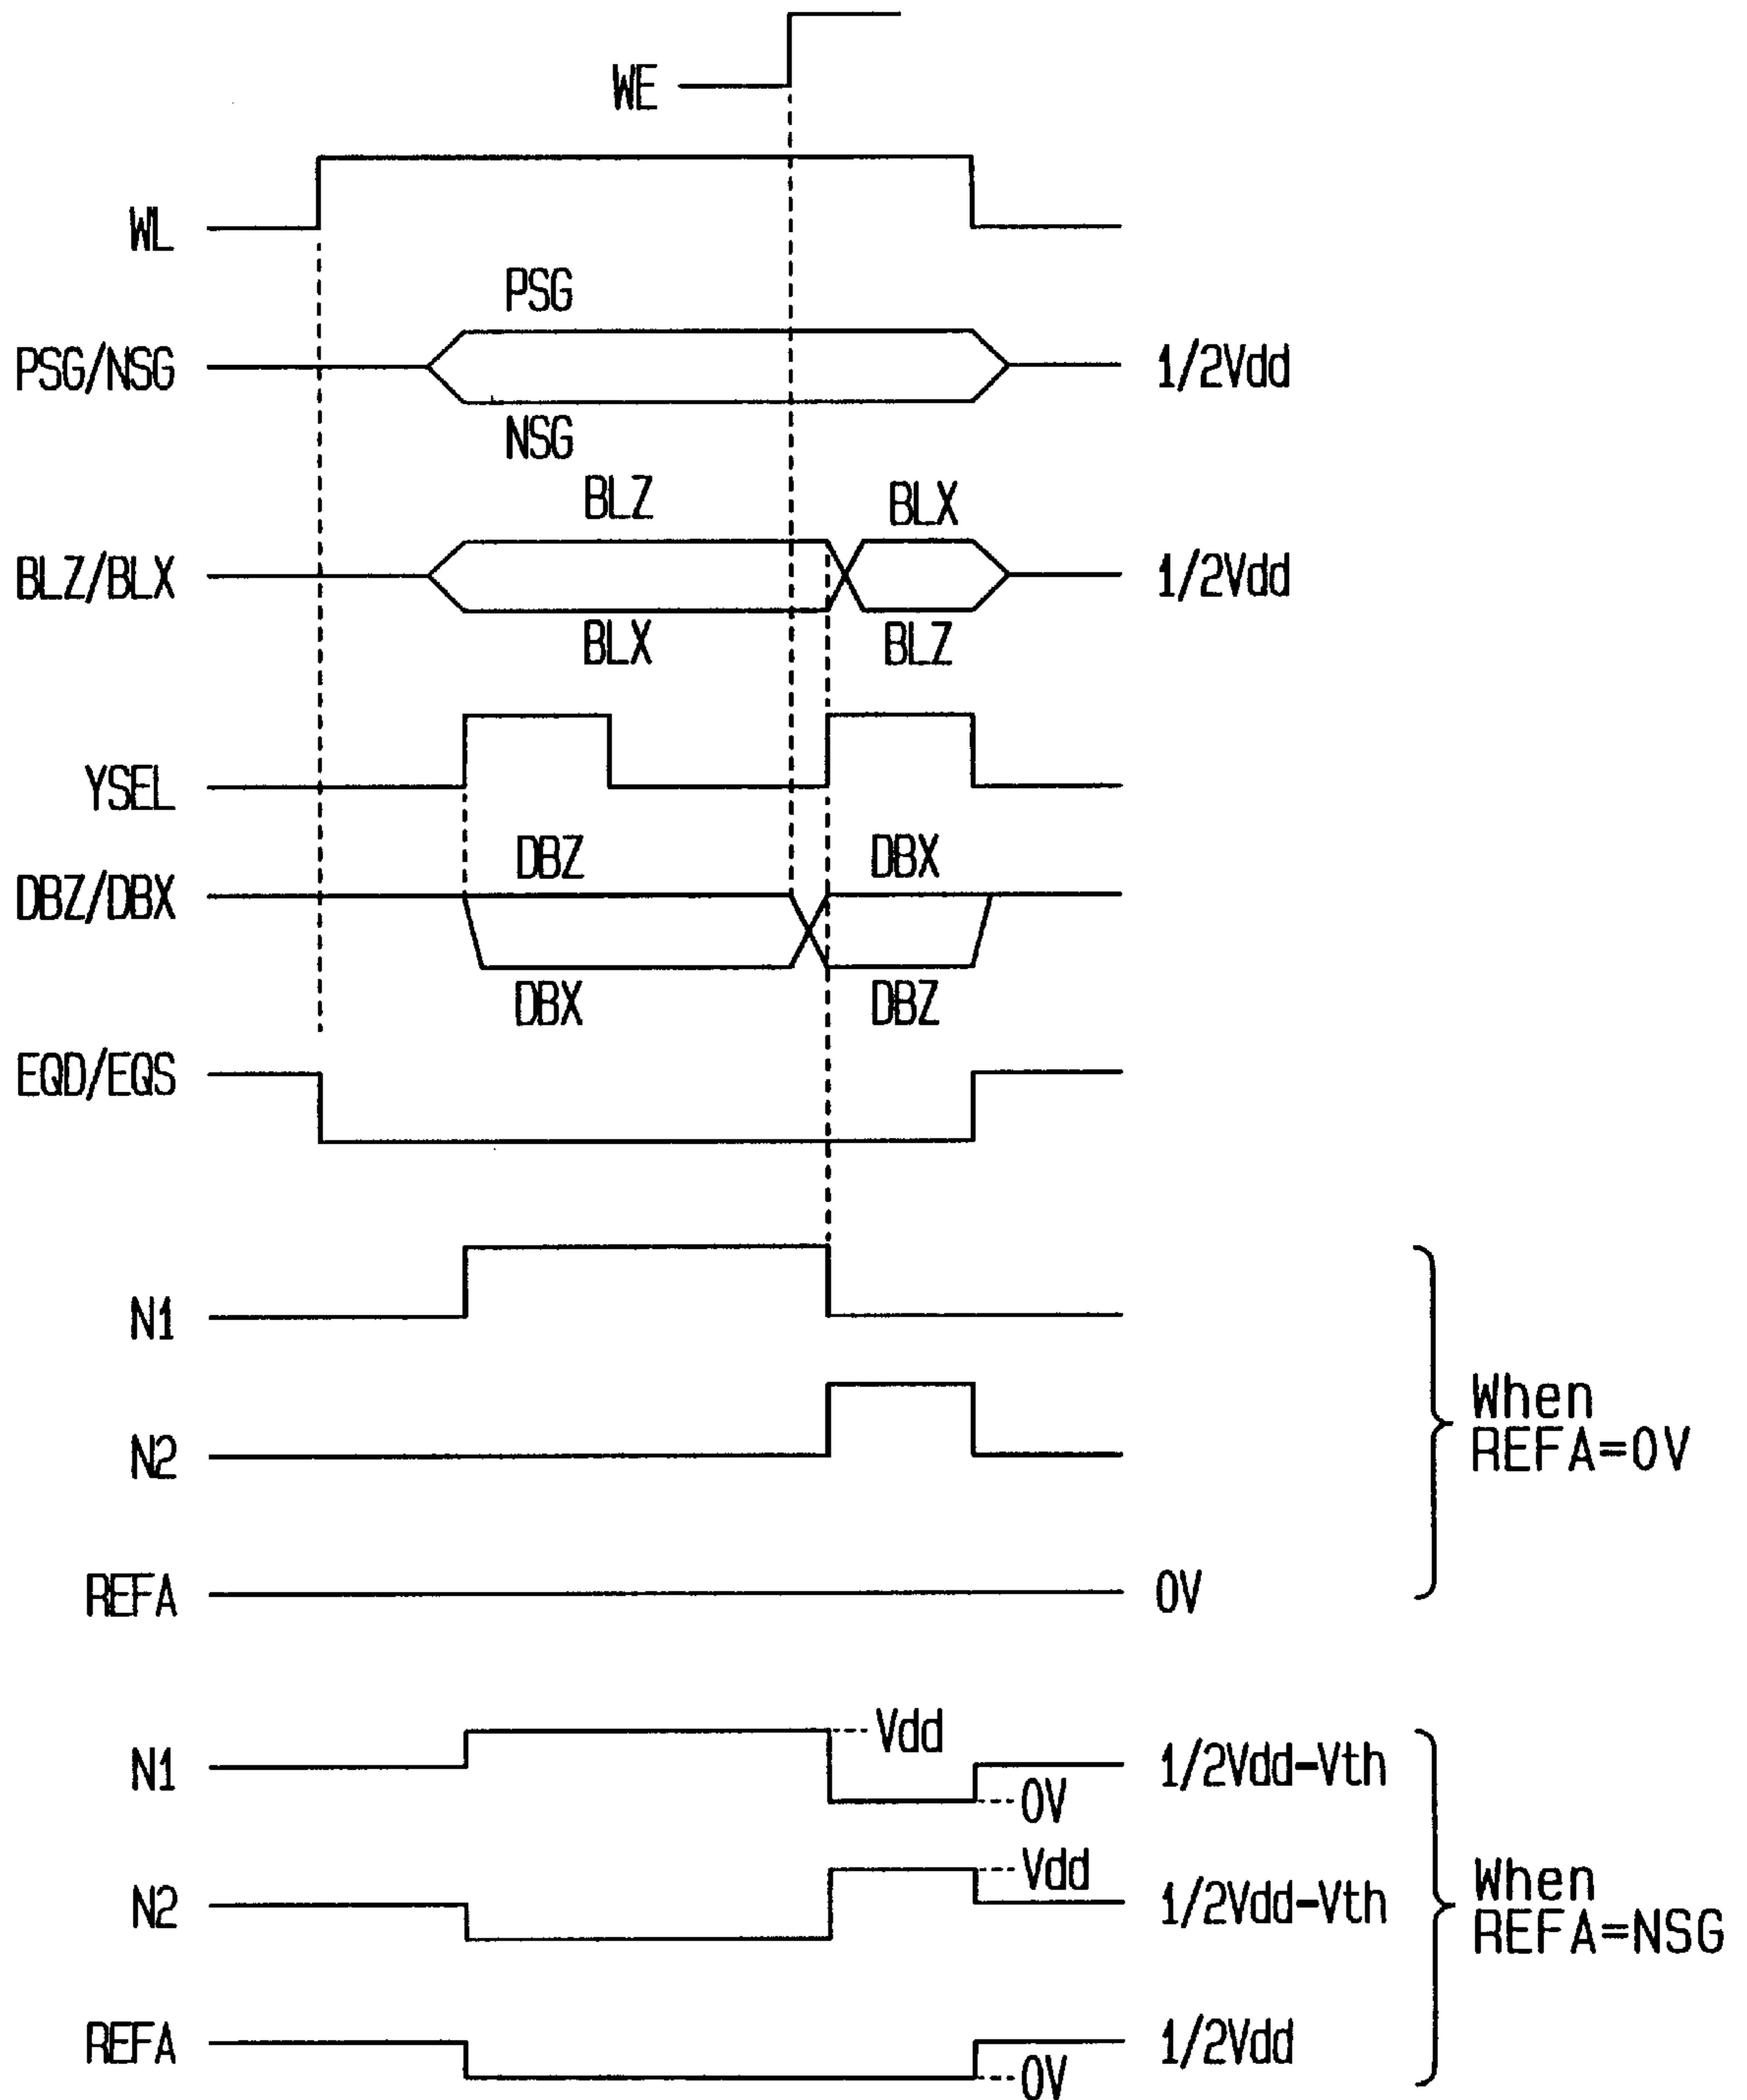 WE
WL
PSG
PSG/NSG
1/2Vdd
NSG
BLZ
BLX
BLZ/BLX
1/2Vdd
BLX
BLZ
YSEL
DBZ
DBX
DBZ/DBX
DBX
DBZ
EQD/EQS
N1
N2
When
REFA=0V
REFA
0V
Vdd
N1
1/2Vdd-Vth
0V
Vdd
N2
1/2Vdd-Vth
When
REFA=NSG
REFA
1/2Vdd
0V